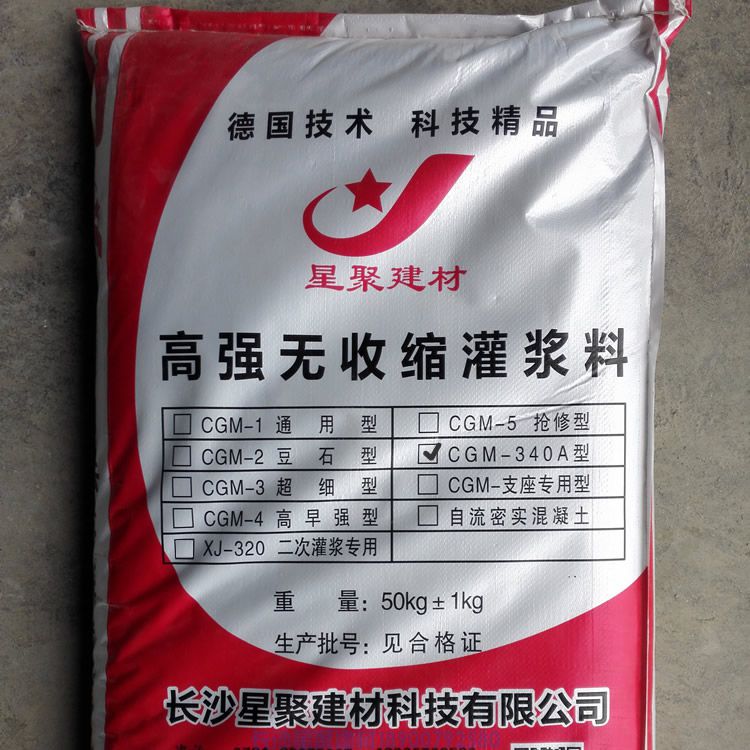 德国技术 科技精品
星聚建材
高强无收缩灌浆料
CGM-1 通用型 CGM-5 抢修型
CGM-2 豆石型 ✓ CGM-340A型
CGM-3 超细型 CGM-支座专用型
CGM-4 高早强型 自流密实混凝土
XJ-320 二次灌浆专用
重 量：50kg±1kg
生产批号：见合格证
长沙星聚建材科技有限公司